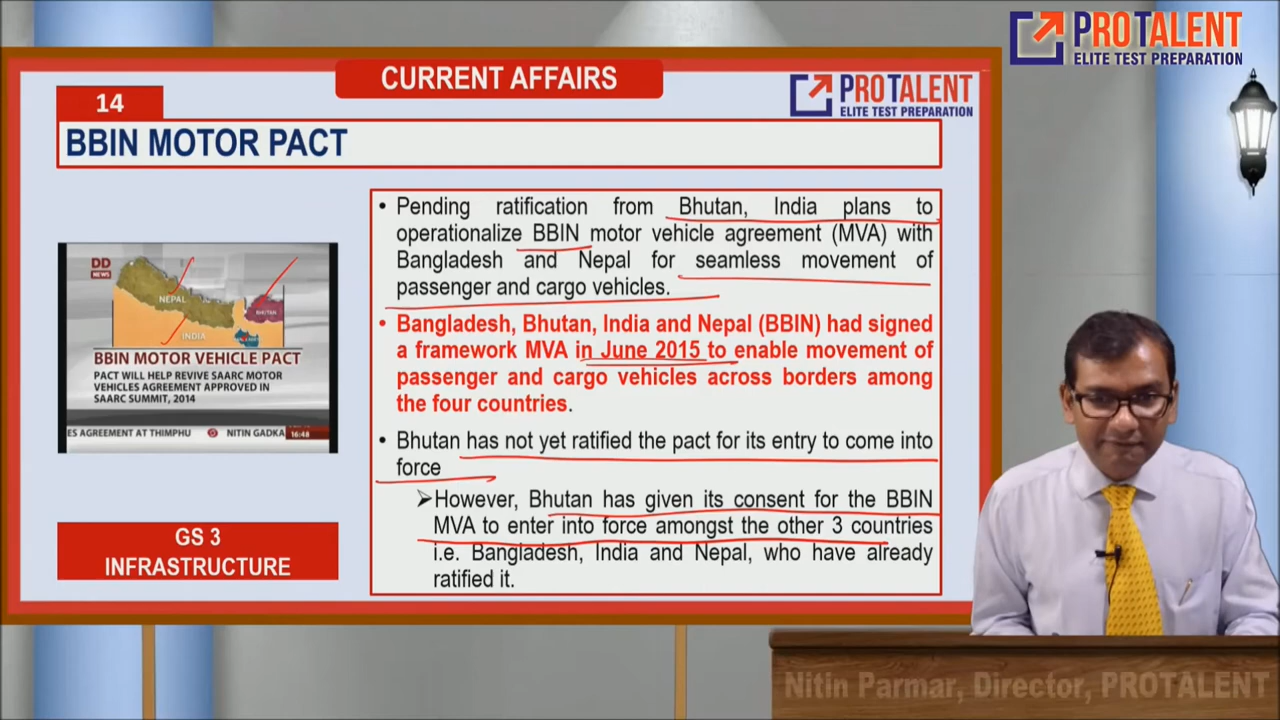 PROTALENT
ELITE TEST PREPARATION
CURRENT AFFAIRS
14
PROTALENT
ELITE TEST PREPARATION
BBIN MOTOR PACT
• Pending ratification from Bhutan, India plans to
operationalize BBIN motor vehicle agreement (MVA) with
Bangladesh and Nepal for seamless movement of
passenger and cargo vehicles.
• Bangladesh, Bhutan, India and Nepal (BBIN) had signed
a framework MVA in June 2015 to enable movement of
passenger and cargo vehicles across borders among
the four countries.
• Bhutan has not yet ratified the pact for its entry to come into
force
➢However, Bhutan has given its consent for the BBIN
MVA to enter into force amongst the other 3 countries
i.e. Bangladesh, India and Nepal, who have already
ratified it.
DD
NEWS
NEPAL
BHUTAN
INDIA
BBIN MOTOR VEHICLE PACT
PACT WILL HELP REVIVE SAARC MOTOR
VEHICLES AGREEMENT APPROVED IN
SAARC SUMMIT, 2014
ES AGREEMENT AT THIMPHU NITIN GADKA 16:48
GS 3
INFRASTRUCTURE
Nitin Parmar, Director, PROTALENT